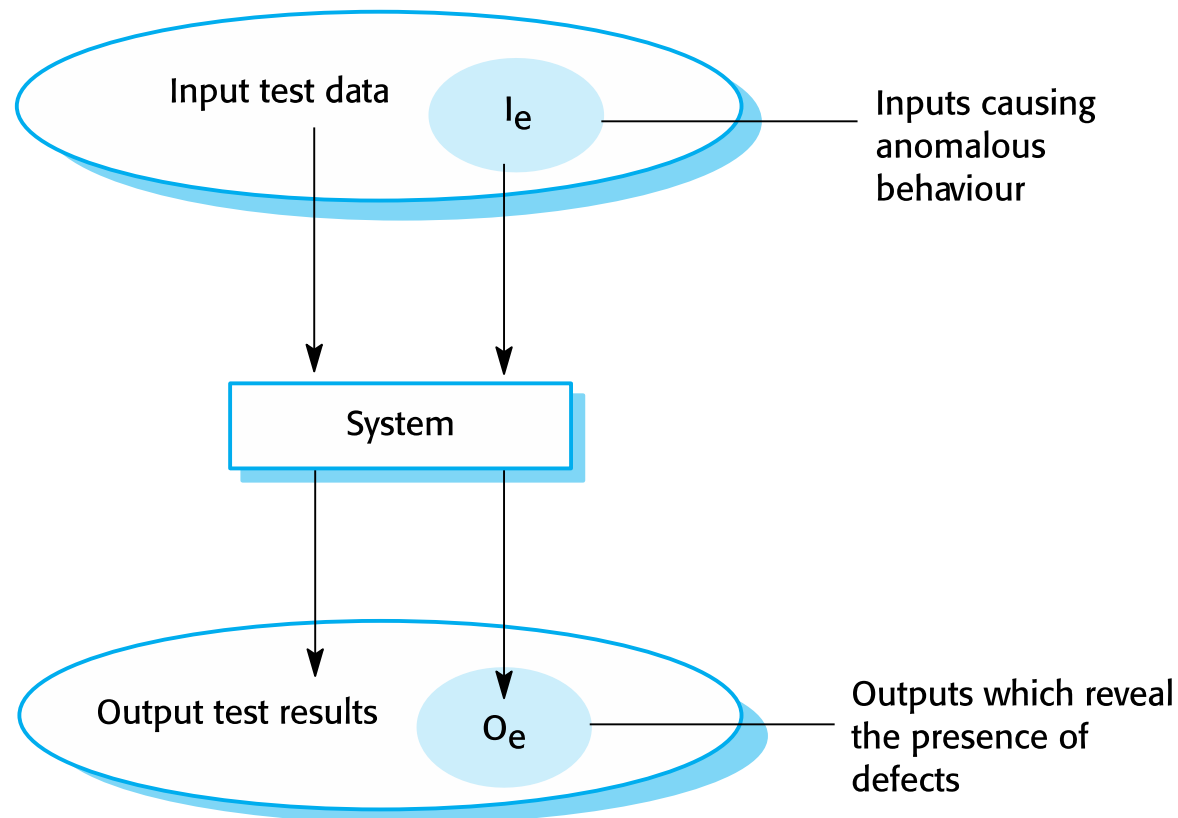 Input test data
Ie
Inputs causing
anomalous
behaviour
System
Output test results
Oe
Outputs which reveal
the presence of
defects